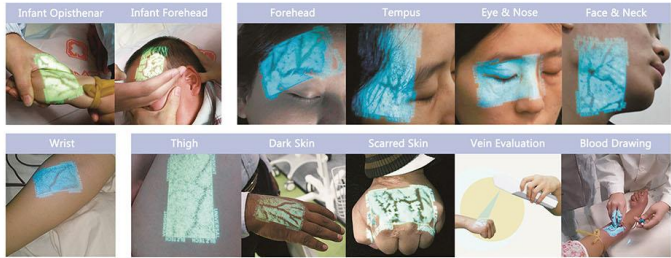 Infant Opisthenar
Infant Forehead
Forehead
Tempus
Eye & Nose
Face & Neck
Wrist
Thigh
Dark Skin
Scarred Skin
Vein Evaluation
Blood Drawing